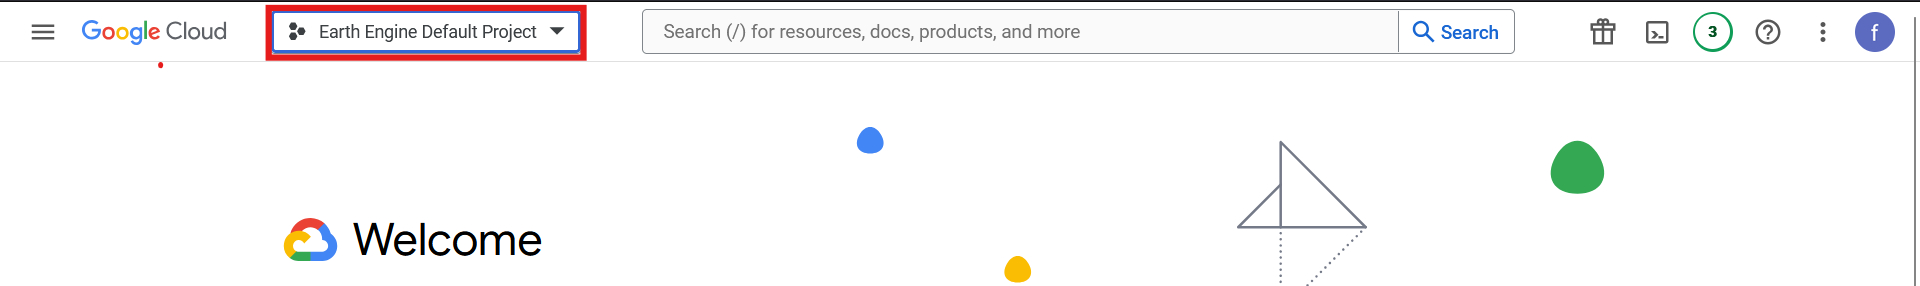 Google Cloud
Earth Engine Default Project
Search (/) for resources, docs, products, and more
Search
3
f
Welcome